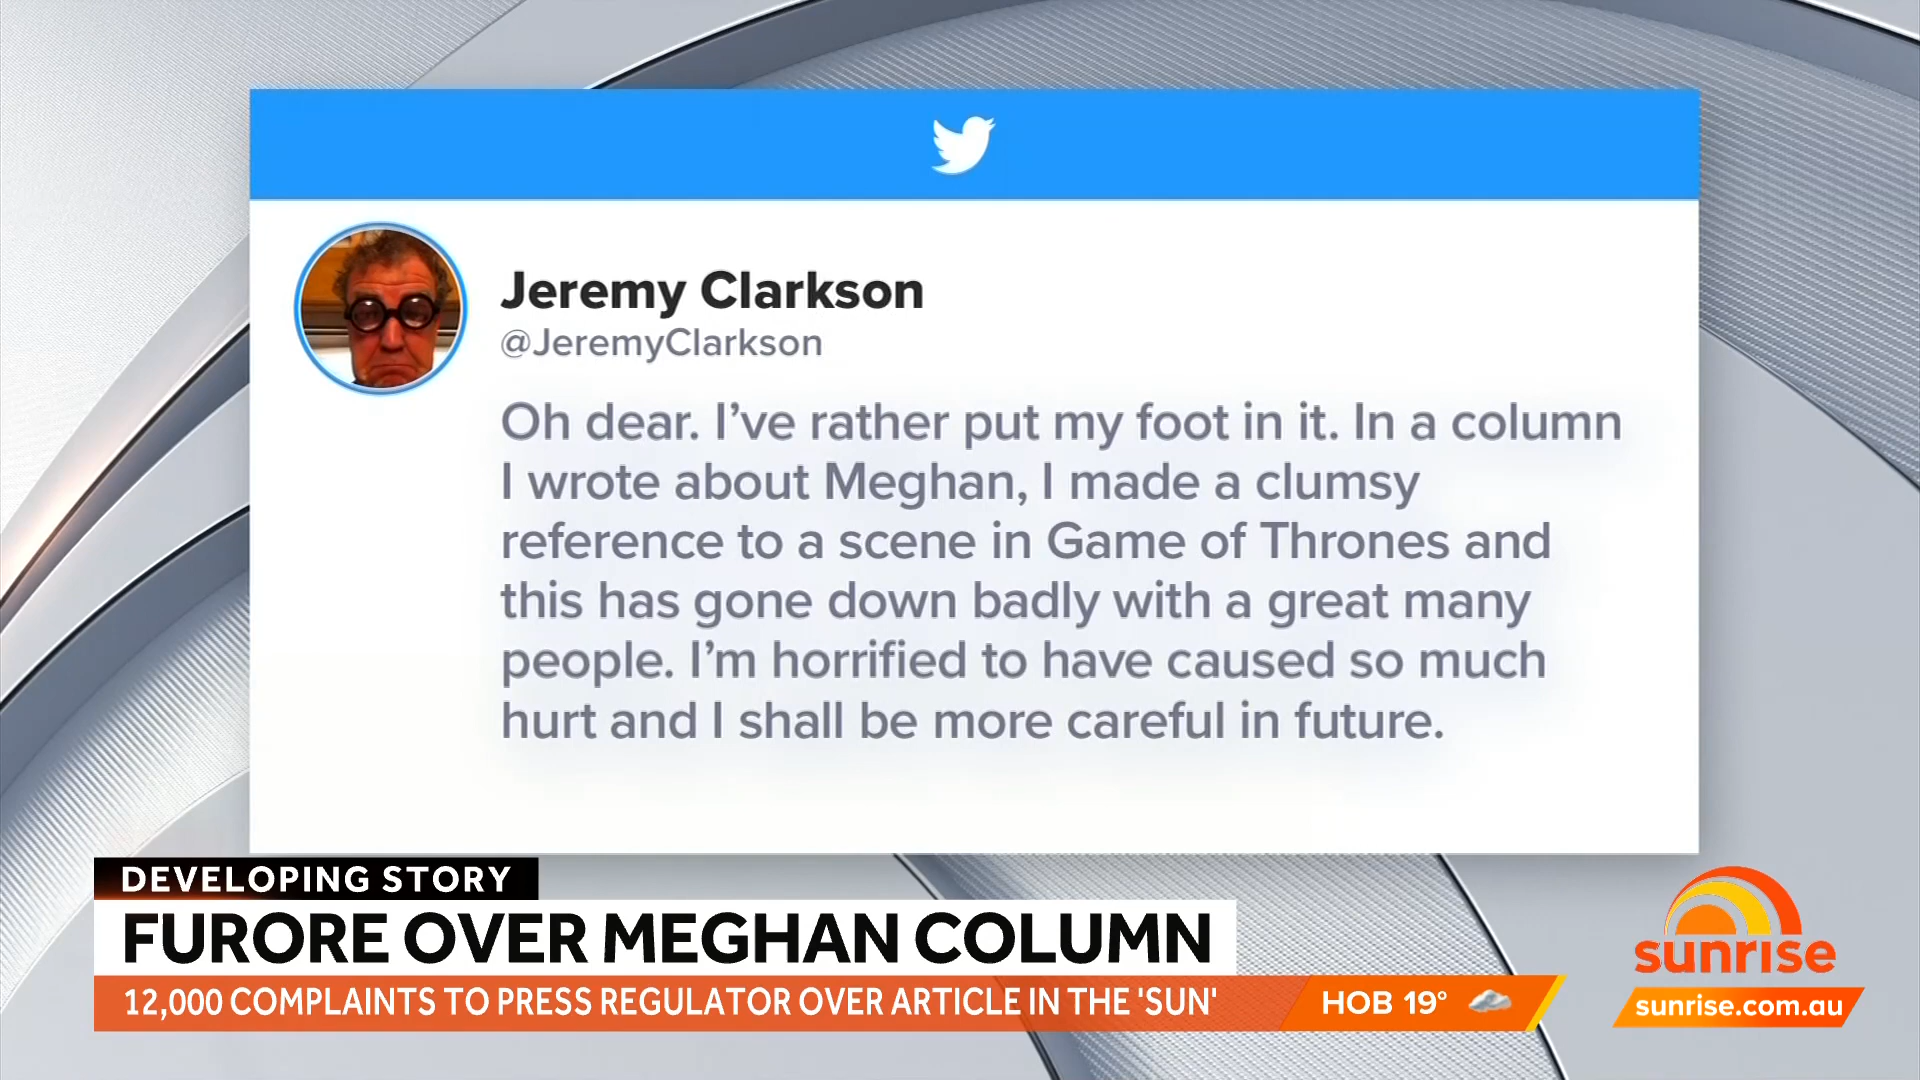 Jeremy Clarkson
@JeremyClarkson
Oh dear. I’ve rather put my foot in it. In a column
I wrote about Meghan, I made a clumsy
reference to a scene in Game of Thrones and
this has gone down badly with a great many
people. I’m horrified to have caused so much
hurt and I shall be more careful in future.
DEVELOPING STORY
FURORE OVER MEGHAN COLUMN
12,000 COMPLAINTS TO PRESS REGULATOR OVER ARTICLE IN THE 'SUN'
HOB 19°
sunrise
sunrise.com.au